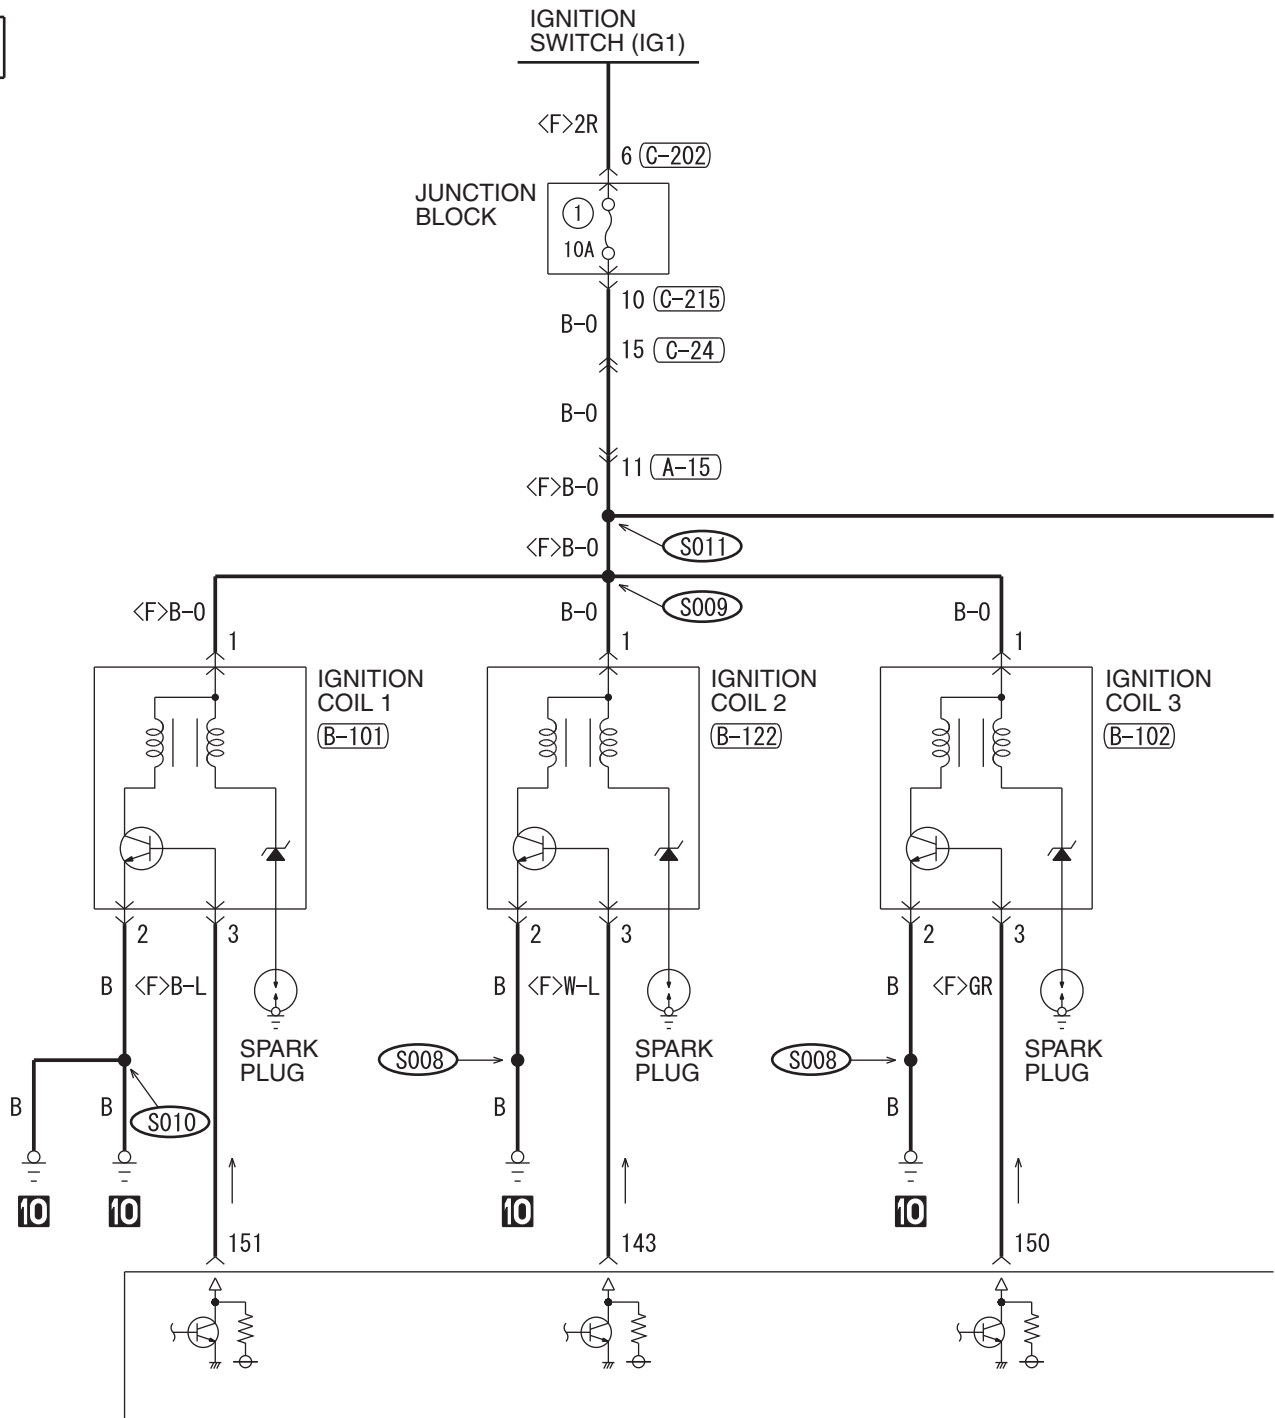 IGNITION
SWITCH (IG1)
<F>2R
6 C-202
JUNCTION
BLOCK
1
10A
10 C-215
B-O
15 C-24
B-O
11 A-15
<F>B-O
S011
<F>B-O
S009
<F>B-O
B-O
B-O
1
1
1
IGNITION
COIL 1
B-101
IGNITION
COIL 2
B-122
IGNITION
COIL 3
B-102
2
3
2
3
2
3
B
<F>B-L
B
<F>W-L
B
<F>GR
SPARK
PLUG
SPARK
PLUG
SPARK
PLUG
S008
S008
B
B
S010
B
B
10
10
10
10
151
143
150